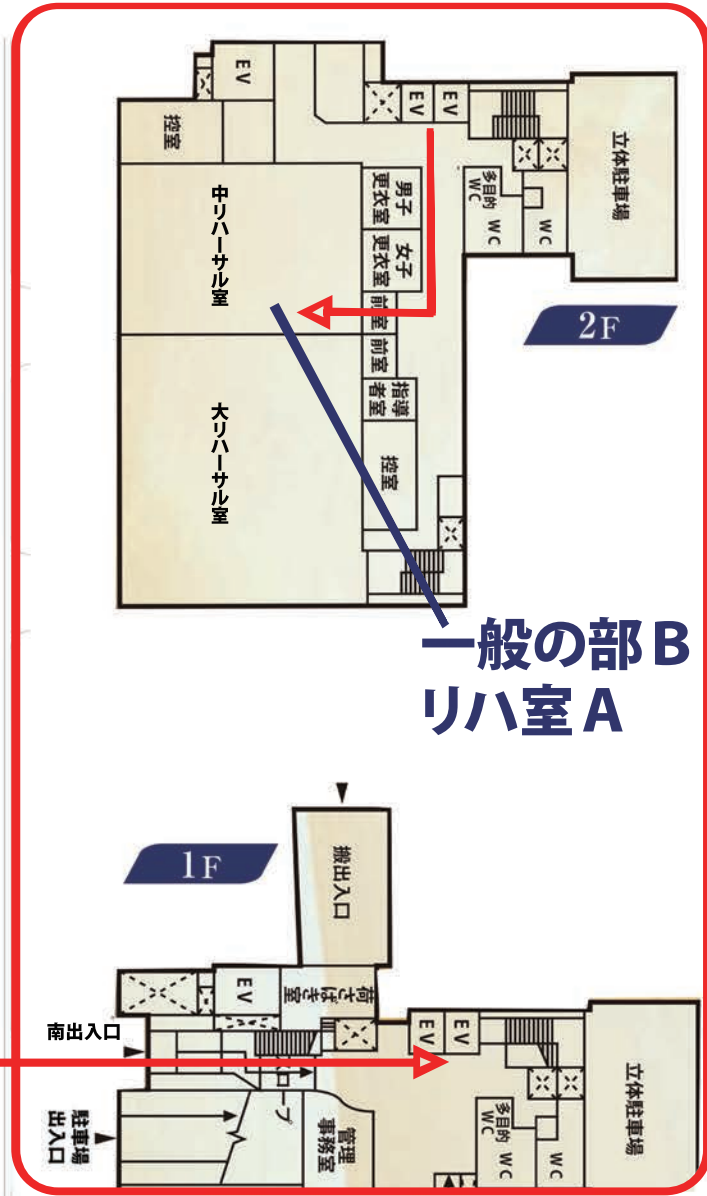 EV
EV
EV
控室
立体駐車場
男子
更衣室
多目的
WC
WC
WC
中リハーサル室
女子
更衣室
前室
2F
前室
指導
者室
大リハーサル室
控室
一般の部B
リハ室A
1F
搬出入口
EV
荷さばき室
EV
EV
南出入口
立体駐車場
駐車場
出入口
管理
事務室
多目的
WC
WC
WC